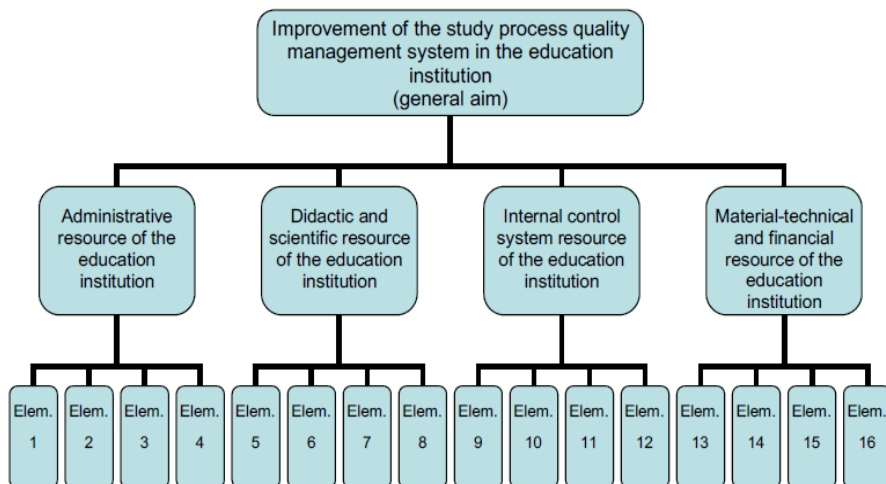 Improvement of the study process quality
management system in the education
institution
(general aim)
Administrative
resource of the
education
institution
Didactic and
scientific resource
of the education
institution
Internal control
system resource
of the education
institution
Material-technical
and financial
resource of the
education
institution
Elem.
1
Elem.
2
Elem.
3
Elem.
4
Elem.
5
Elem.
6
Elem.
7
Elem.
8
Elem.
9
Elem.
10
Elem.
11
Elem.
12
Elem.
13
Elem.
14
Elem.
15
Elem.
16